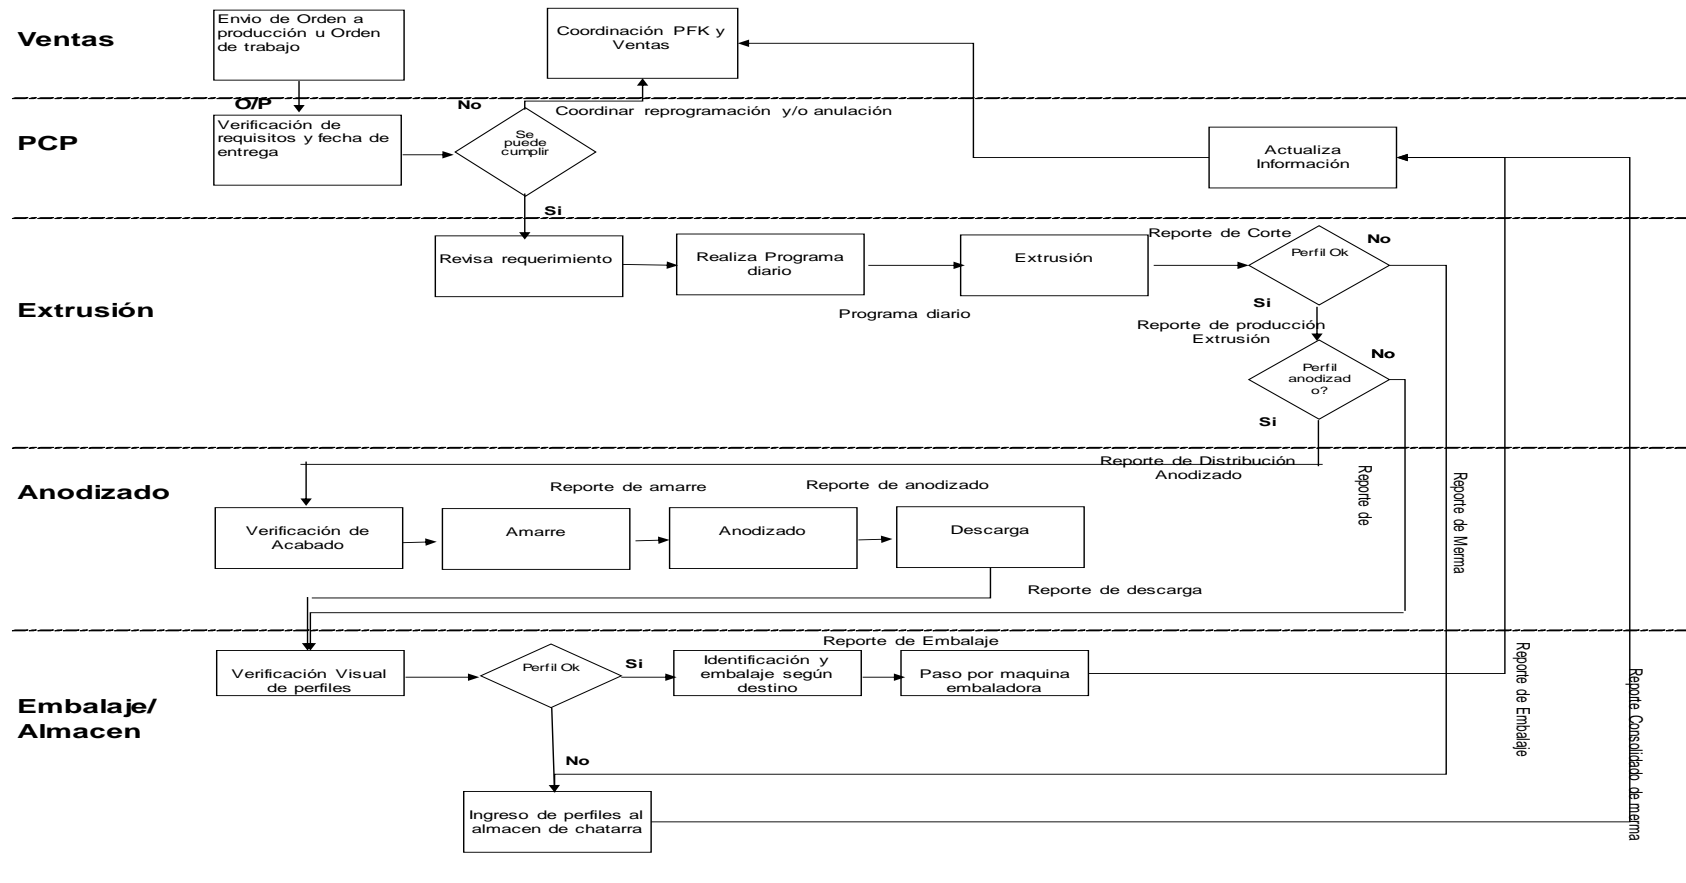 Ventas
Envio de Orden a
producción u Orden
de trabajo
Coordinación PFK y
Ventas
O/P
No
Coordinar reprogramación y/o anulación
PCP
Verificación de
requisitos y fecha de
entrega
Se
puede
cumplir
Actualiza
Información
Si
Extrusión
Revisa requerimiento
Realiza Programa
diario
Extrusión
Reporte de Corte
Perfil Ok
No
Programa diario
Si
Reporte de producción
Extrusión
No
Perfil
anodizad
o?
Si
Anodizado
Reporte de Distribución
Anodizado
Reporte de amarre
Reporte de anodizado
Reporte de
Reporte de Merma
Verificación de
Acabado
Amarre
Anodizado
Descarga
Reporte de descarga
Embalaje/
Almacen
Reporte de Embalaje
Verificación Visual
de perfiles
Perfil Ok
Si
Identificación y
embalaje según
destino
Paso por maquina
embaladora
Reporte de Embalaje
Reporte Consolidado de merma
No
Ingreso de perfiles al
almacen de chatarra